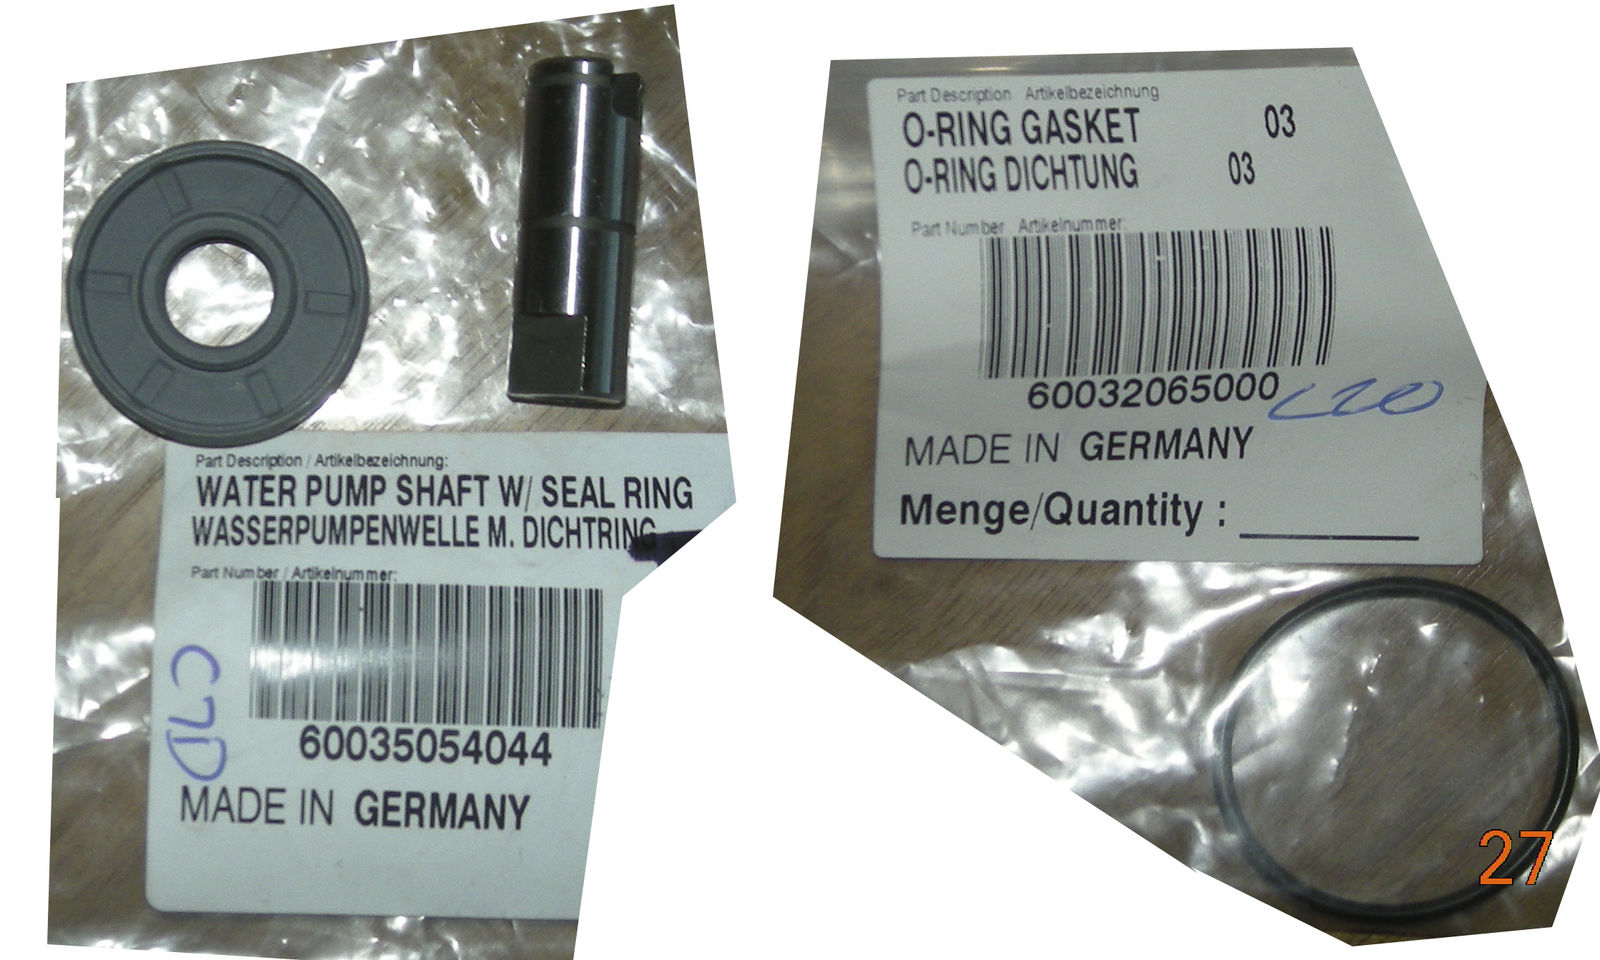 Part Description / Artikelbezeichnung:
WATER PUMP SHAFT W/ SEAL RING
WASSERPUMPENWELLE M. DICHTRING
Part Number / Artikelnummer:
60035054044
MADE IN GERMANY
Part Description Artikelbezeichnung
O-RING GASKET 03
O-RING DICHTUNG 03
Part Number Artikelnummer:
60032065000
MADE IN GERMANY
Menge/Quantity :
27